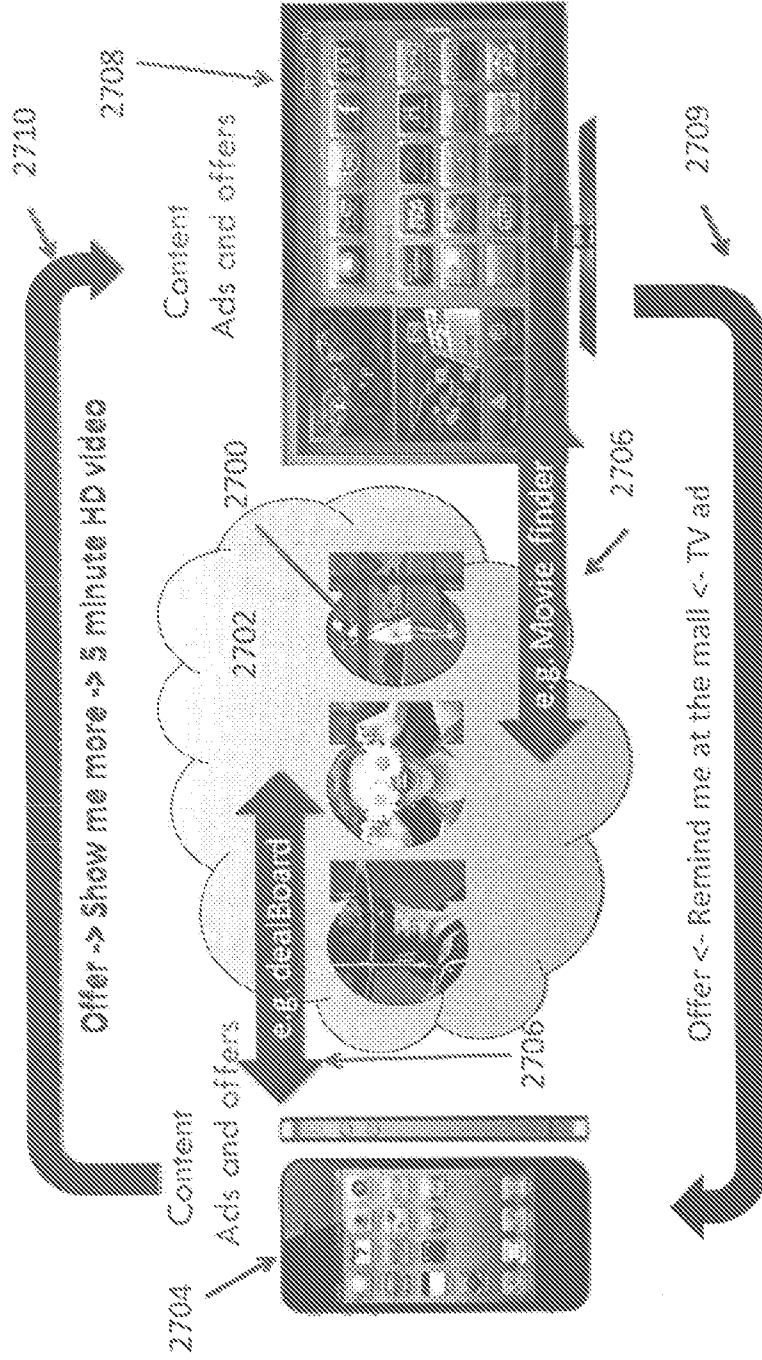 2710
2708
Offer -> Show me more -> 5 minute HD video
Content
Ads and offers
Content
Ads and offers
2704
2702
2700
e.g. dealBoard
2706
e.g. Movie finder
2706
Offer <- Remind me at the mall <- TV ad
2709